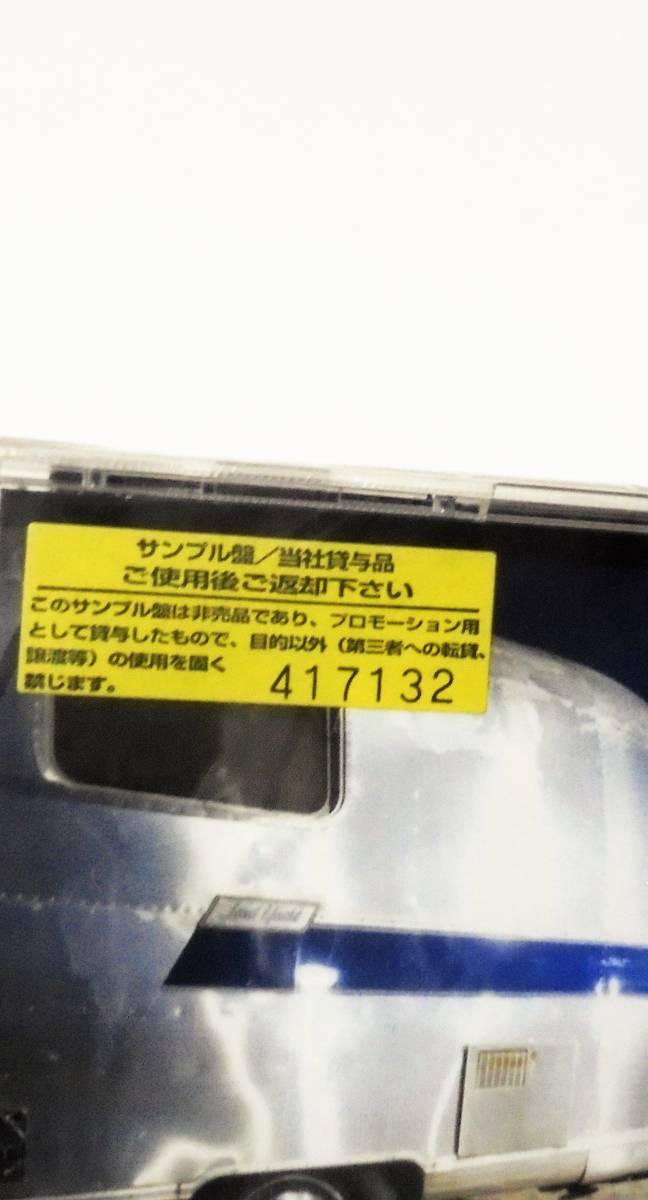 サンプル盤／当社貸与品
ご使用後ご返却下さい
このサンプル盤は非売品であり、プロモーション用
として貸与したもので、目的以外（第三者への転貸、
譲渡等）の使用を固く
禁じます。
417132
Land Yacht